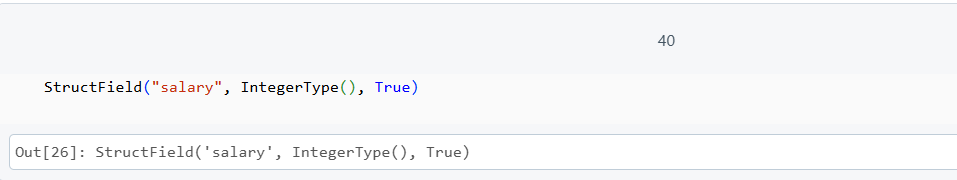 40
StructField("salary", IntegerType(), True)
Out[26]: StructField('salary', IntegerType(), True)